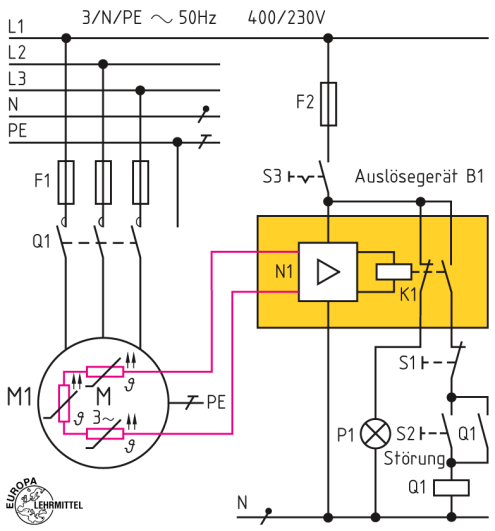 3/N/PE ~ 50Hz 400/230V
L1
L2
L3
N
PE
F2
F1
S3
Auslösegerät B1
Q1
N1
K1
S1
M1
M
3~
ϑ
ϑ
ϑ
PE
P1
S2
Q1
Störung
Q1
N
EUROPA
LEHRMITTEL